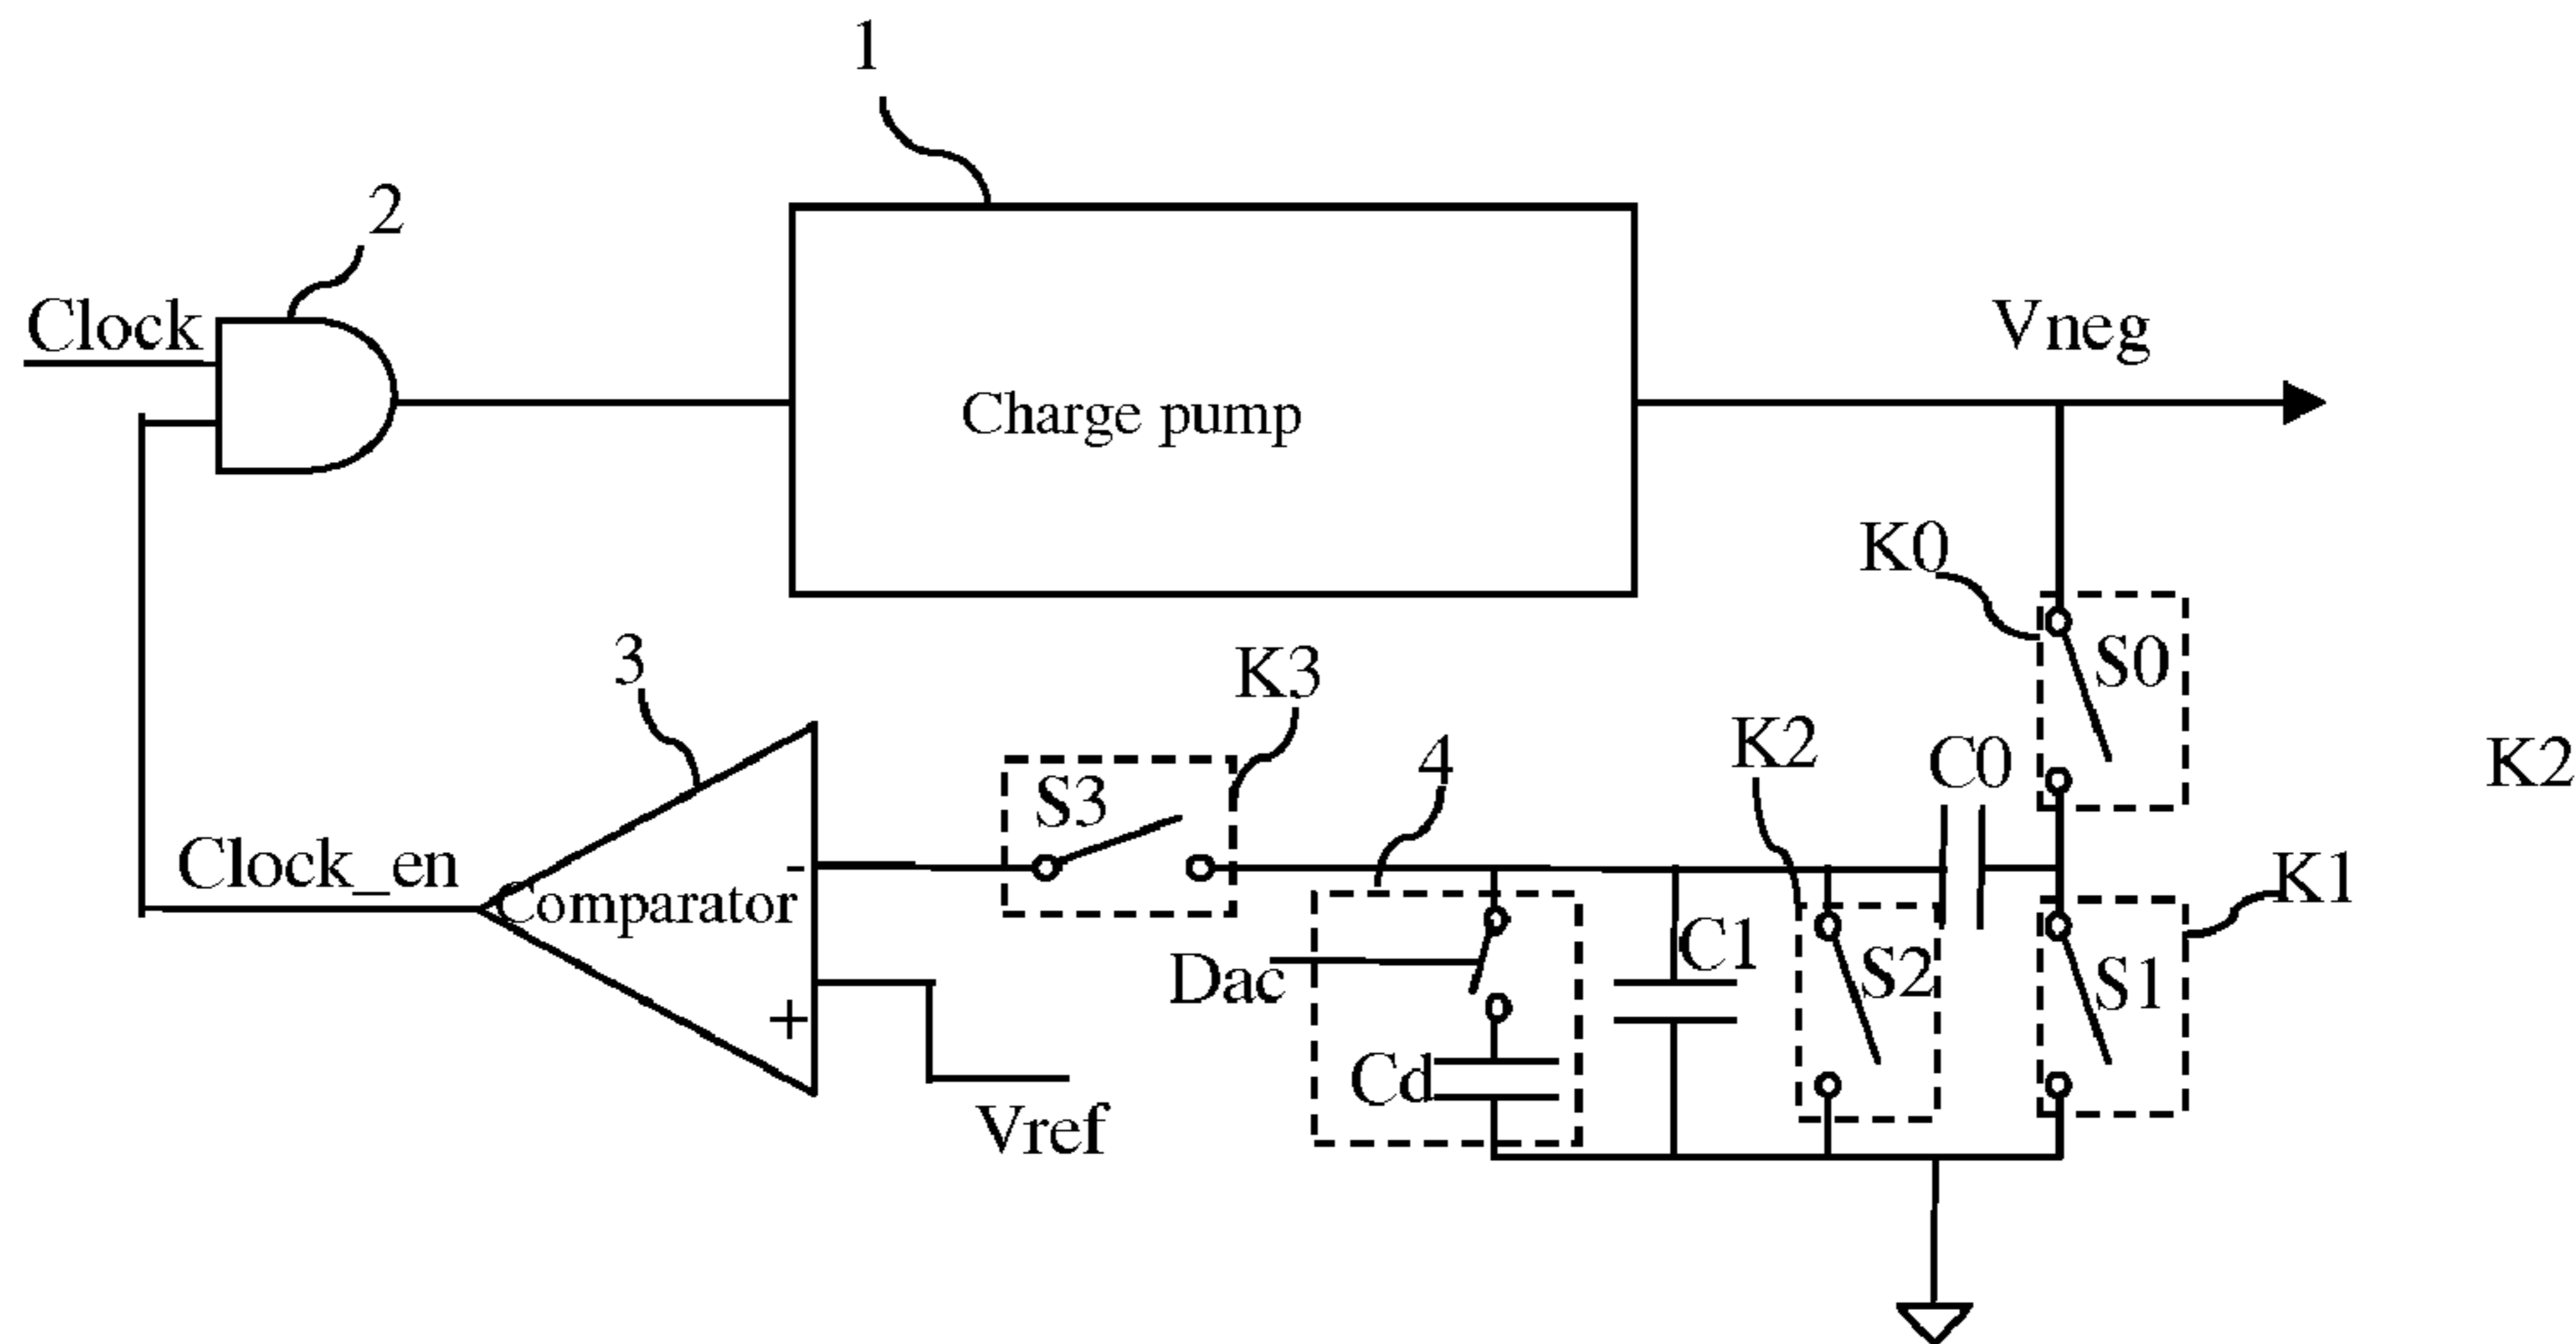 1
2
Clock
Vneg
Charge pump
K0
S0
3
K3
K2
4
C0
K2
S3
Clock_en
Comparator
-
+
K1
C1
Dac
S2
S1
Cd
Vref